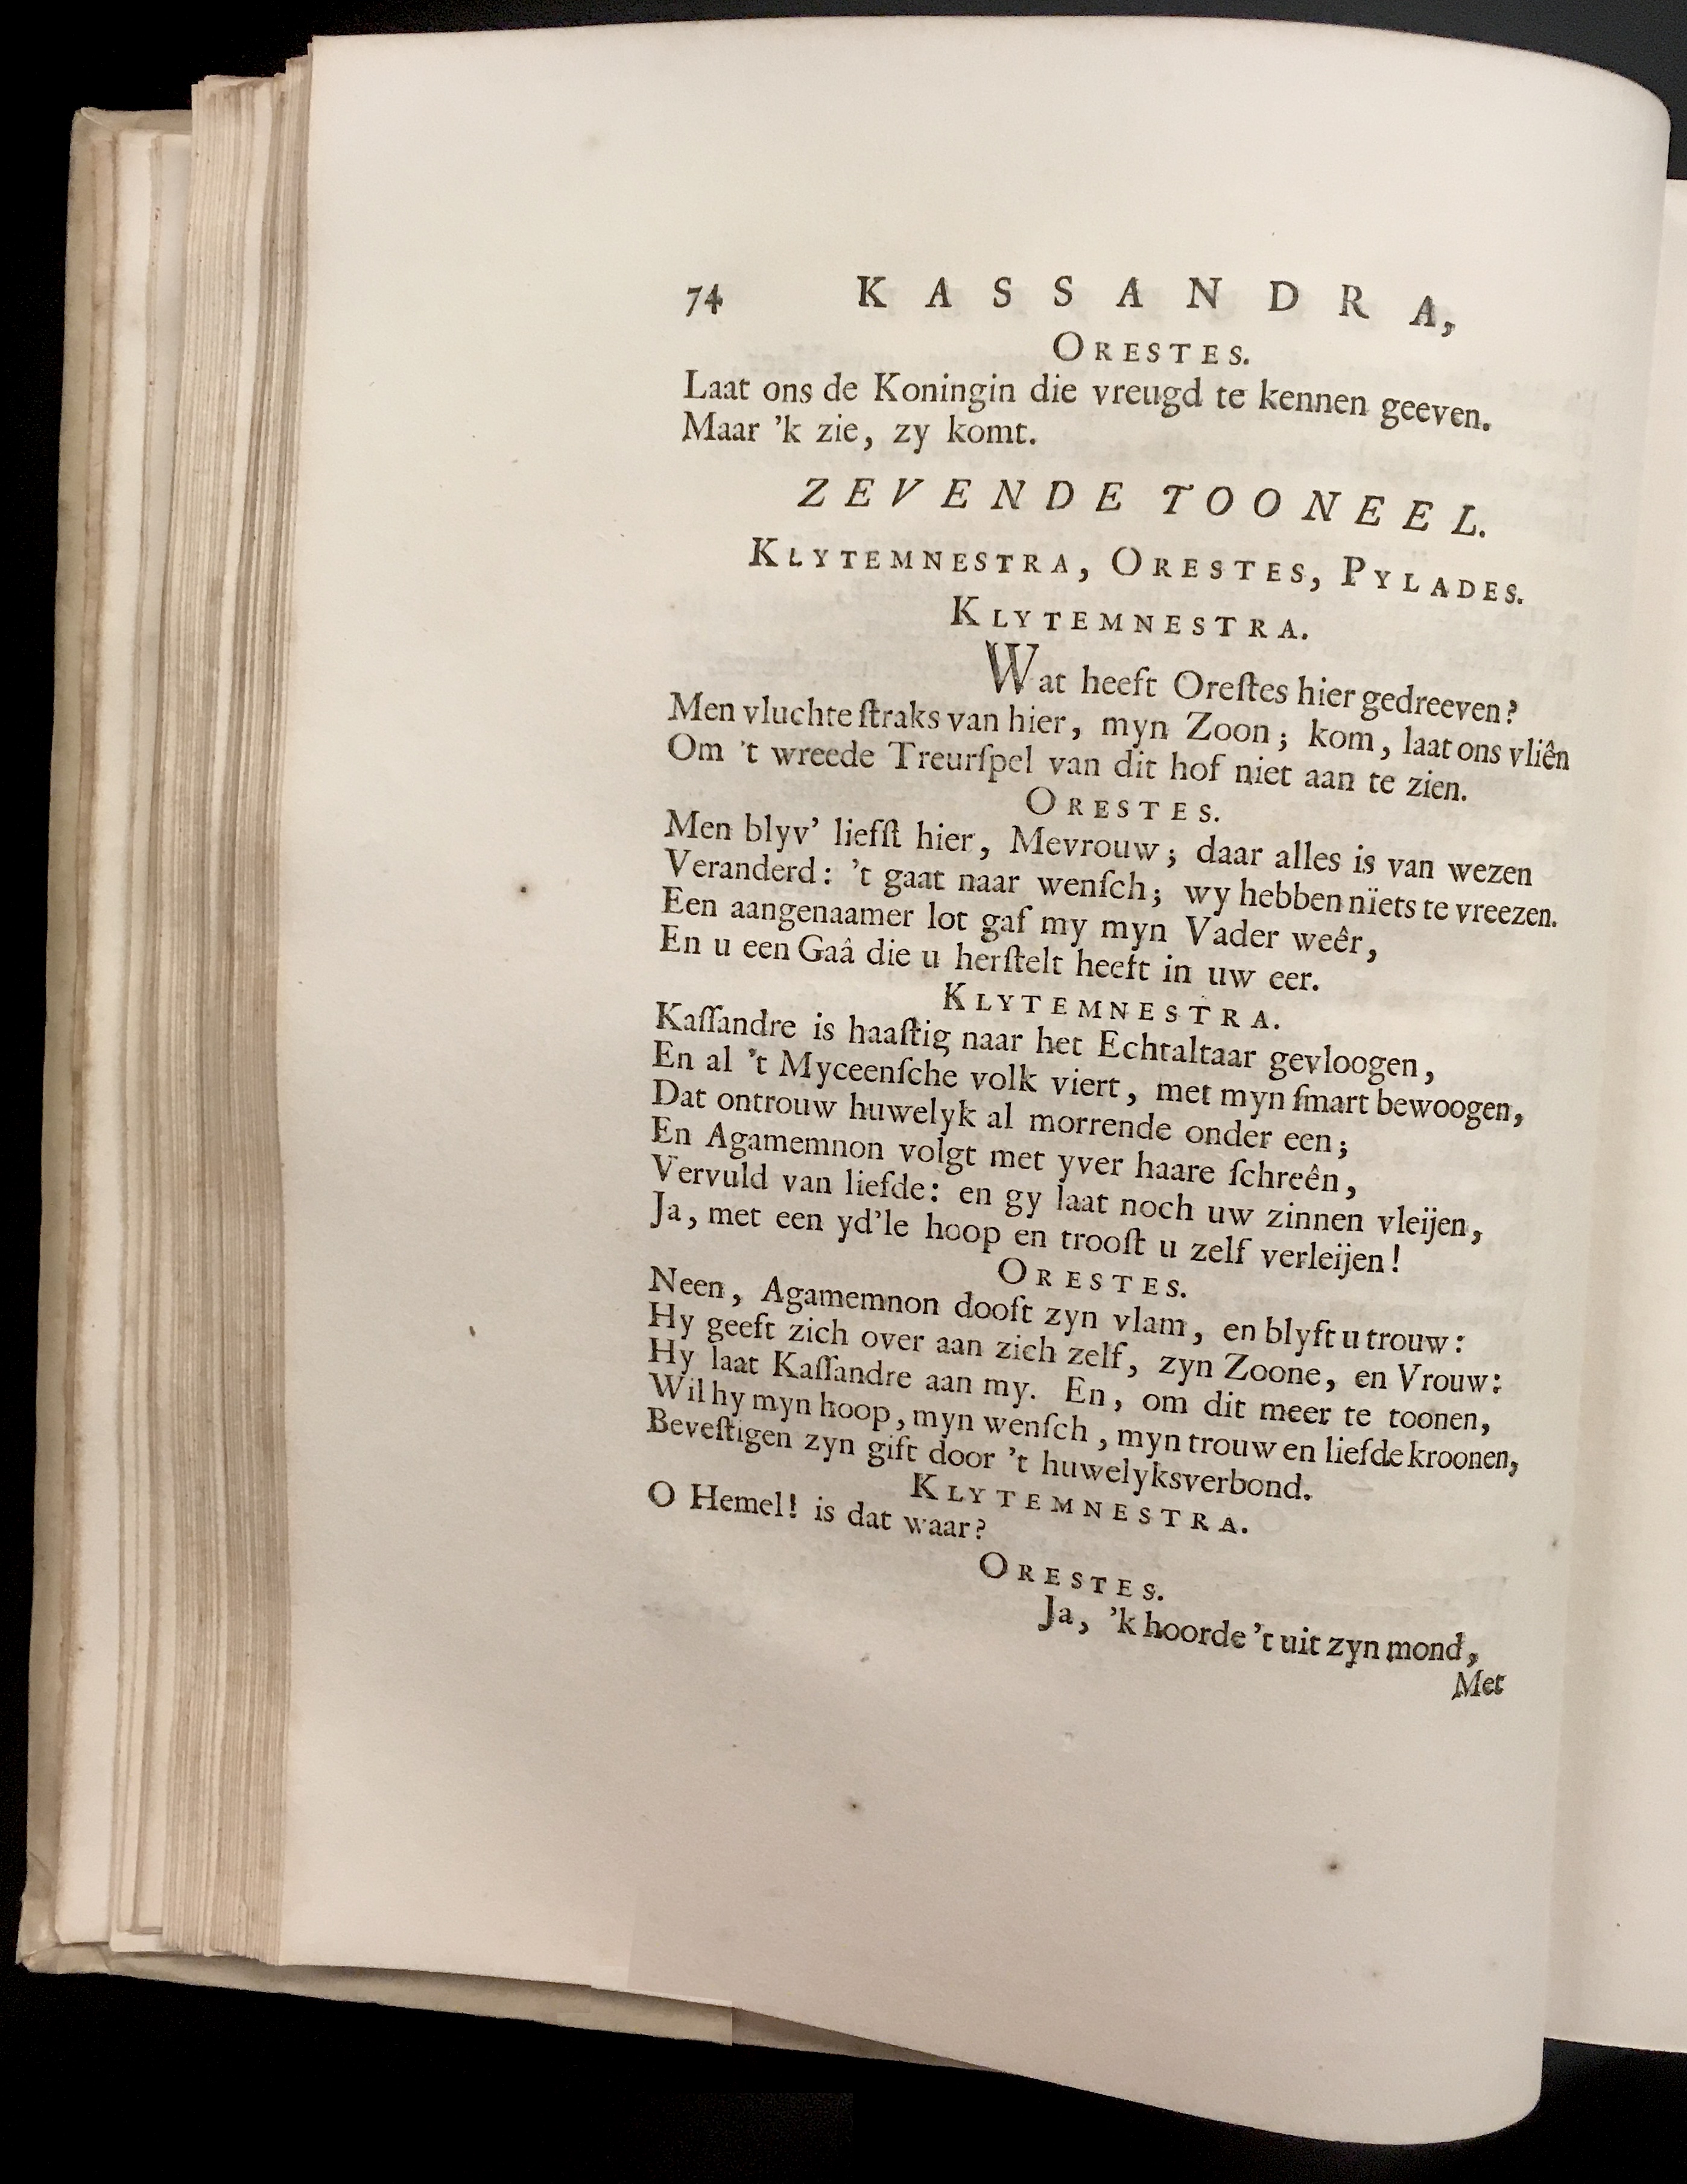 74 KASSANDRA,
ORESTES.
Laat ons de Koningin die vreugd te kennen geeven.
Maar 'k zie, zy komt.
ZEVENDE TOONEEL.
KLYTEMNESTRA, ORESTES, PYLADES.
KLYTEMNESTRA.
Wat heeft Oreſtes hier gedreeven?
Men vluchte ſtraks van hier, myn Zoon; kom, laat ons vliên
Om 't wreede Treurſpel van dit hof niet aan te zien.
ORESTES.
Men blyv' liefſt hier, Mevrouw; daar alles is van wezen
Veranderd: 't gaat naar wenſch; wy hebben nïets te vreezen.
Een aangenaamer lot gaf my myn Vader weêr,
En u een Gaâ die u herſtelt heeft in uw eer.
KLYTEMNESTRA.
Kaſſandre is haaſtig naar het Echtaltaar gevloogen,
En al 't Myceenſche volk viert, met myn ſmart bewoogen,
Dat ontrouw huwelyk al morrende onder een;
En Agamemnon volgt met yver haare ſchreên,
Vervuld van liefde: en gy laat noch uw zinnen vleijen,
Ja, met een yd'le hoop en trooſt u zelf verleijen!
ORESTES.
Neen, Agamemnon dooft zyn vlam, en blyft u trouw:
Hy geeft zich over aan zich zelf, zyn Zoone, en Vrouw:
Hy laat Kaſſandre aan my. En, om dit meer te toonen,
Wil hy myn hoop, myn wenſch, myn trouw en liefde kroonen,
Beveſtigen zyn gift door 't huwelyksverbond.
KLYTEMNESTRA.
O Hemel! is dat waar?
ORESTES.
Ja, 'k hoorde 't uit zyn mond,
Met